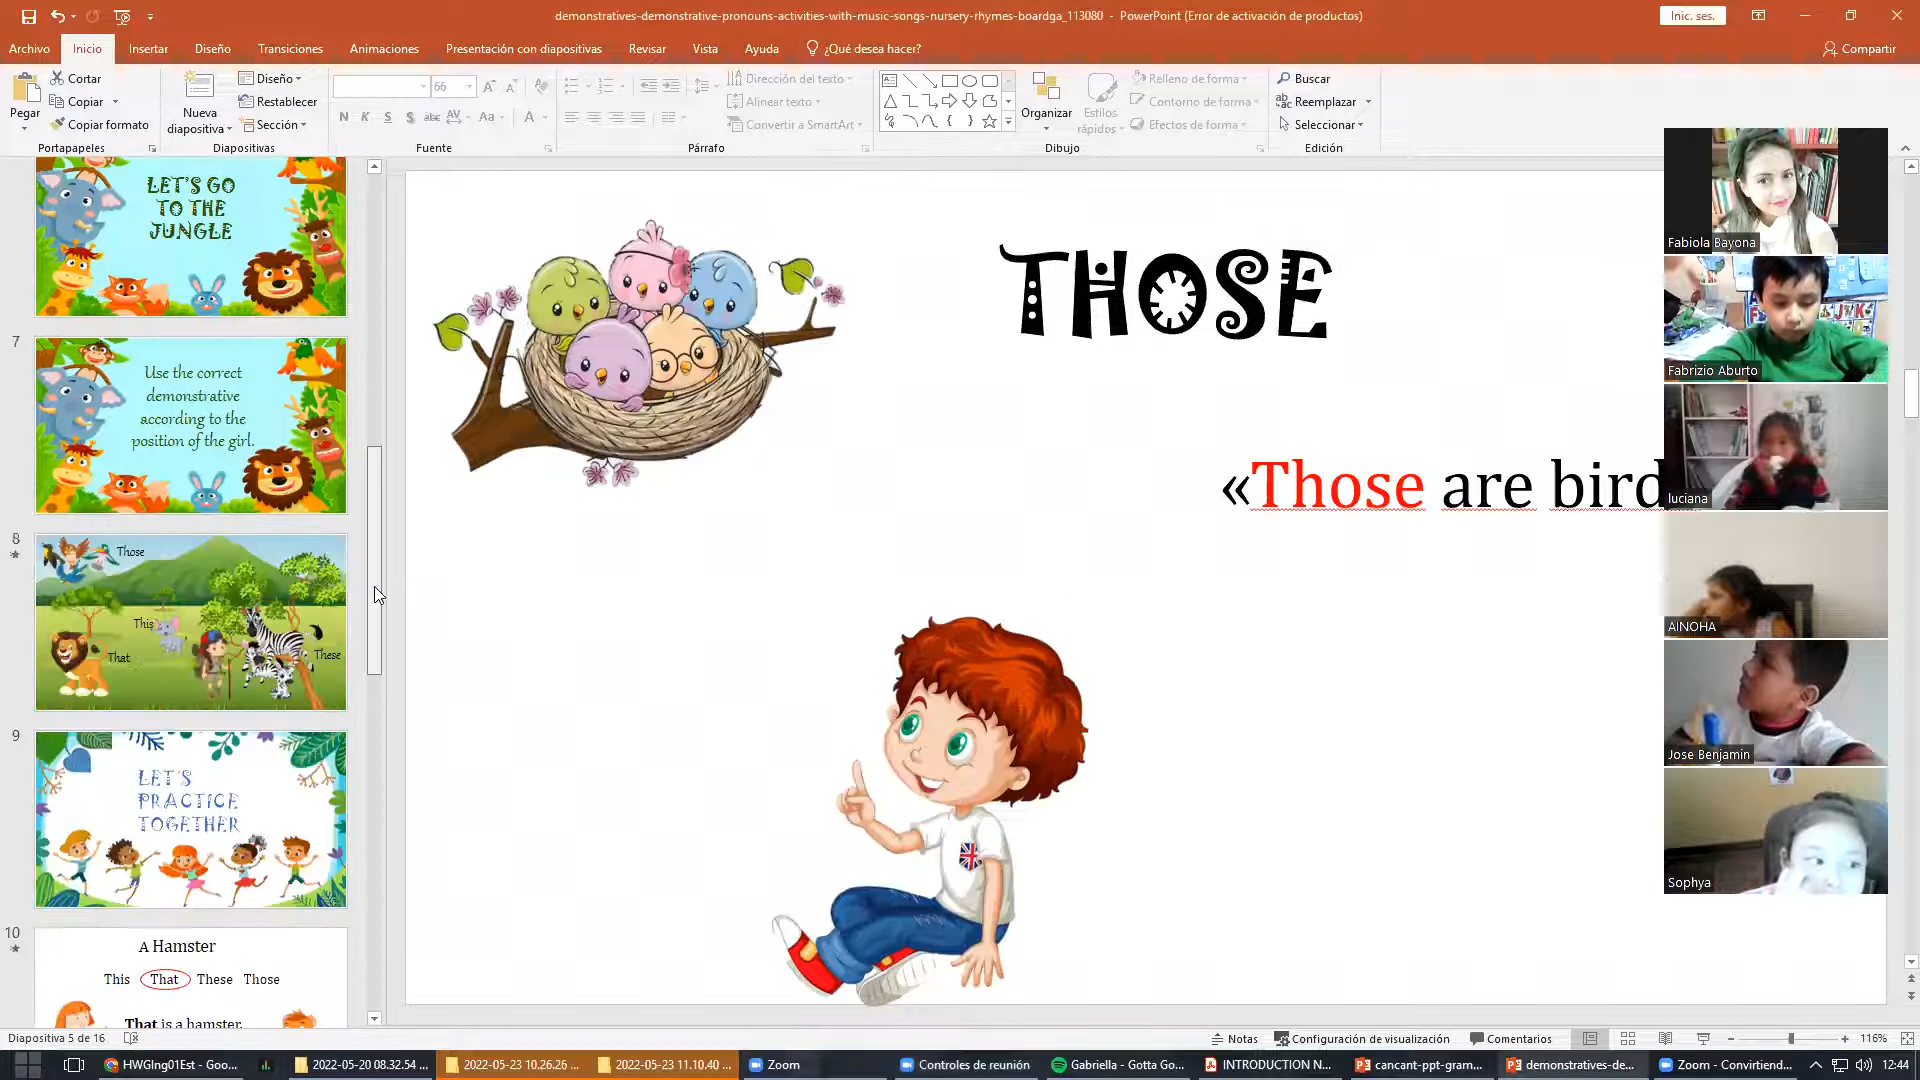 demonstratives-demonstrative-pronouns-activities-with-music-songs-nursery-rhymes-boardga_113080 - PowerPoint (Error de activación de productos)
Inic. ses.
Archivo Inicio Insertar Diseño Transiciones Animaciones Presentación con diapositivas Revisar Vista Ayuda ¿Qué desea hacer? Compartir
Cortar
Copiar
Copiar formato
Pegar
Portapapeles
Nueva diapositiva
Diseño
Restablecer
Sección
Diapositivas
66
N K S S abc AV Aa A
Fuente
Dirección del texto
Alinear texto
Convertir a SmartArt
Párrafo
Organizar
Estilos rápidos
Relleno de forma
Contorno de forma
Efectos de forma
Dibujo
Buscar
Reemplazar
Seleccionar
Edición
LET'S GO
TO THE
JUNGLE
7
Use the correct
demonstrative
according to the
position of the girl.
8
Those
This
That
These
9
LET'S
PRACTICE
TOGETHER
10
A Hamster
This That These Those
That is a hamster.
THOSE
«Those are bird
Fabiola Bayona
Fabrizio Aburto
luciana
AINOHA
Jose Benjamin
Sophya
Diapositiva 5 de 16
Notas Configuración de visualización Comentarios 116%
HWGIng01Est - Goo...
2022-05-20 08.32.54 ...
2022-05-23 10.26.26 ...
2022-05-23 11.10.40 ...
Zoom
Controles de reunión
Gabriella - Gotta Go...
INTRODUCTION N...
cancant-ppt-gram...
demonstratives-de...
Zoom - Convirtiend...
12:44